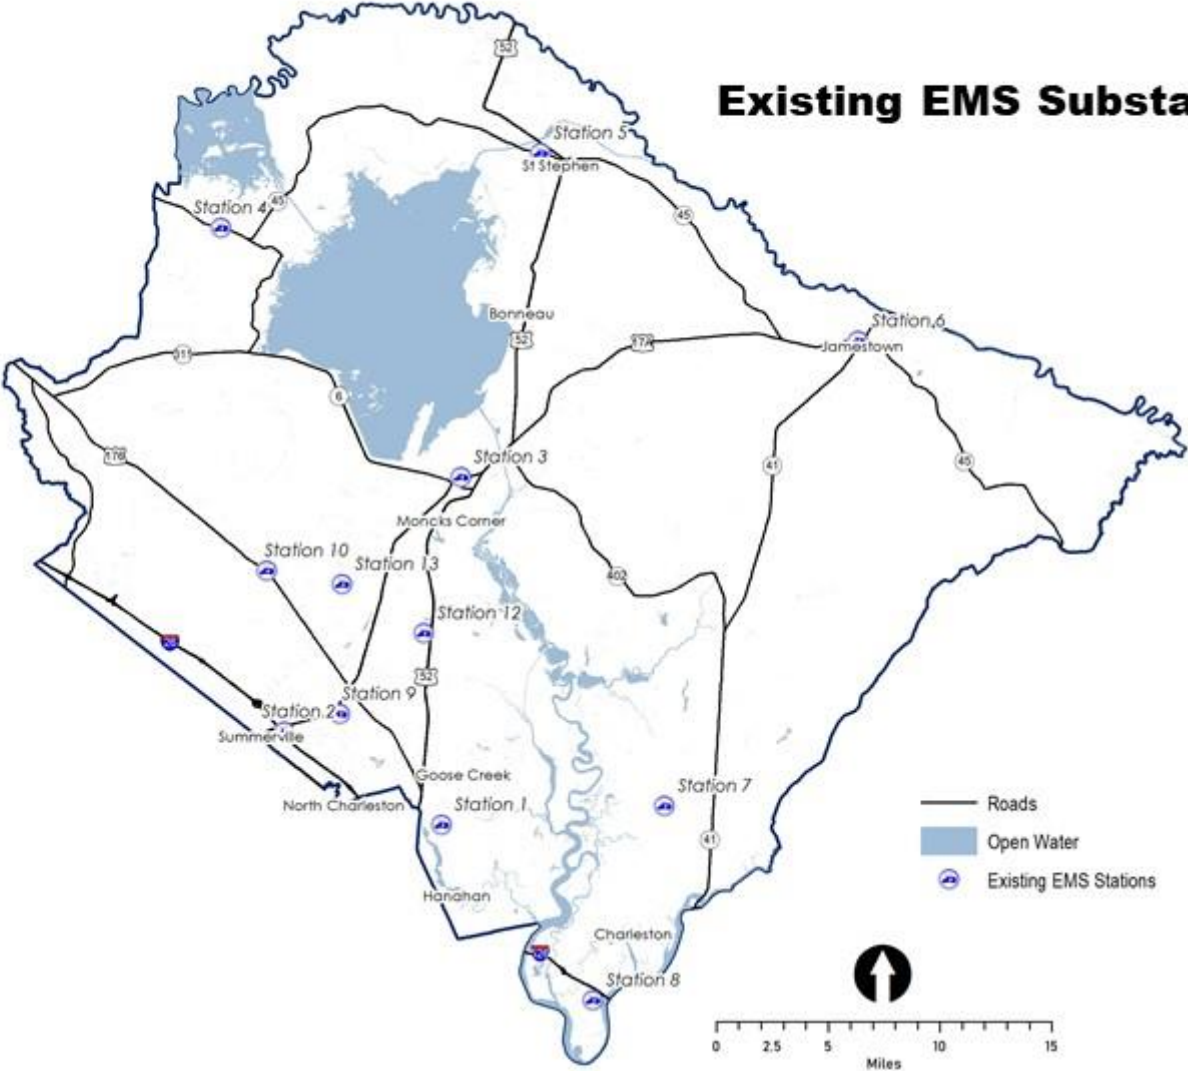 52
Existing EMS Substa
Station 5
St Stephen
Station 4
45
45
Bonneau
52
17A
Station 6
Jamestown
311
6
176
Station 3
41
45
Moncks Corner
Station 10
Station 13
402
Station 12
26
52
Station 9
Station 2
Summerville
Goose Creek
North Charleston
Station 1
Station 7
41
Roads
Open Water
Existing EMS Stations
Hanahan
Charleston
Station 8
0 2.5 5 10 15
Miles